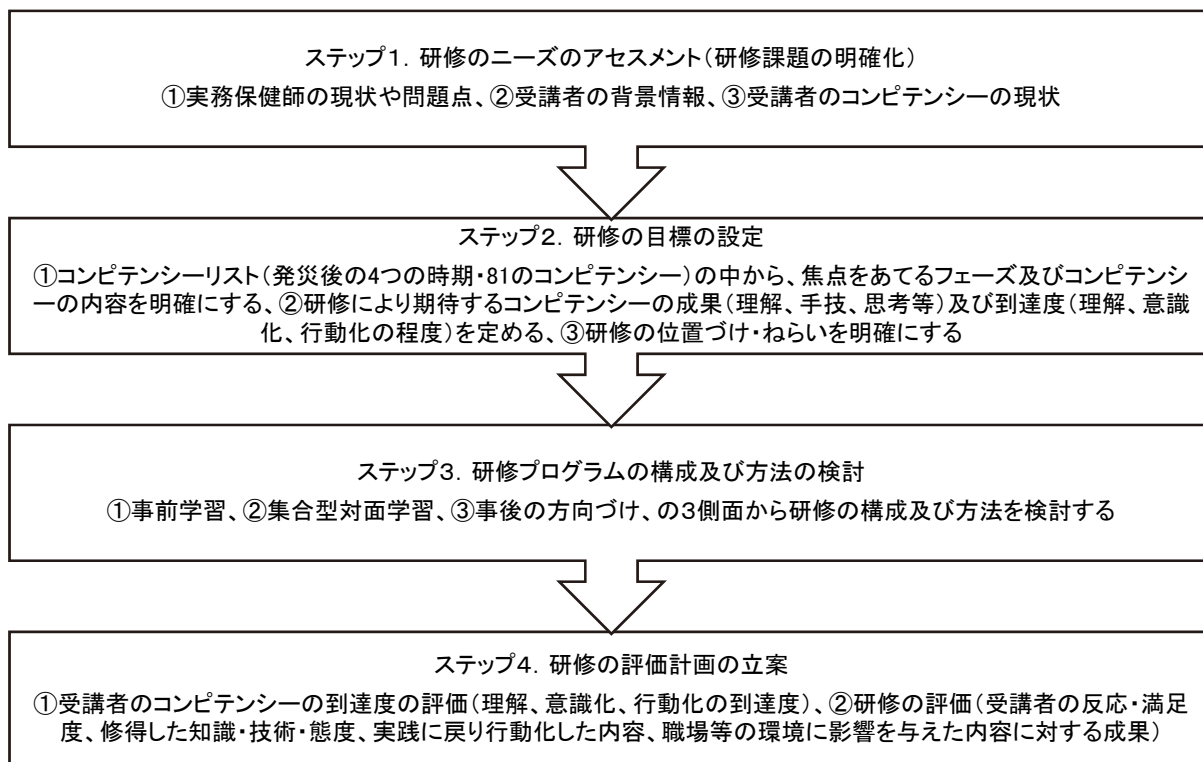 ステップ1．研修のニーズのアセスメント（研修課題の明確化）
①実務保健師の現状や問題点、②受講者の背景情報、③受講者のコンピテンシーの現状
ステップ2．研修の目標の設定
①コンピテンシーリスト（発災後の4つの時期・81のコンピテンシー）の中から、焦点をあてるフェーズ及びコンピテンシ
ーの内容を明確にする、②研修により期待するコンピテンシーの成果（理解、手技、思考等）及び到達度（理解、意識
化、行動化の程度）を定める、③研修の位置づけ・ねらいを明確にする
ステップ3．研修プログラムの構成及び方法の検討
①事前学習、②集合型対面学習、③事後の方向づけ、の3側面から研修の構成及び方法を検討する
ステップ4．研修の評価計画の立案
①受講者のコンピテンシーの到達度の評価（理解、意識化、行動化の到達度）、②研修の評価（受講者の反応・満足
度、修得した知識・技術・態度、実践に戻り行動化した内容、職場等の環境に影響を与えた内容に対する成果）